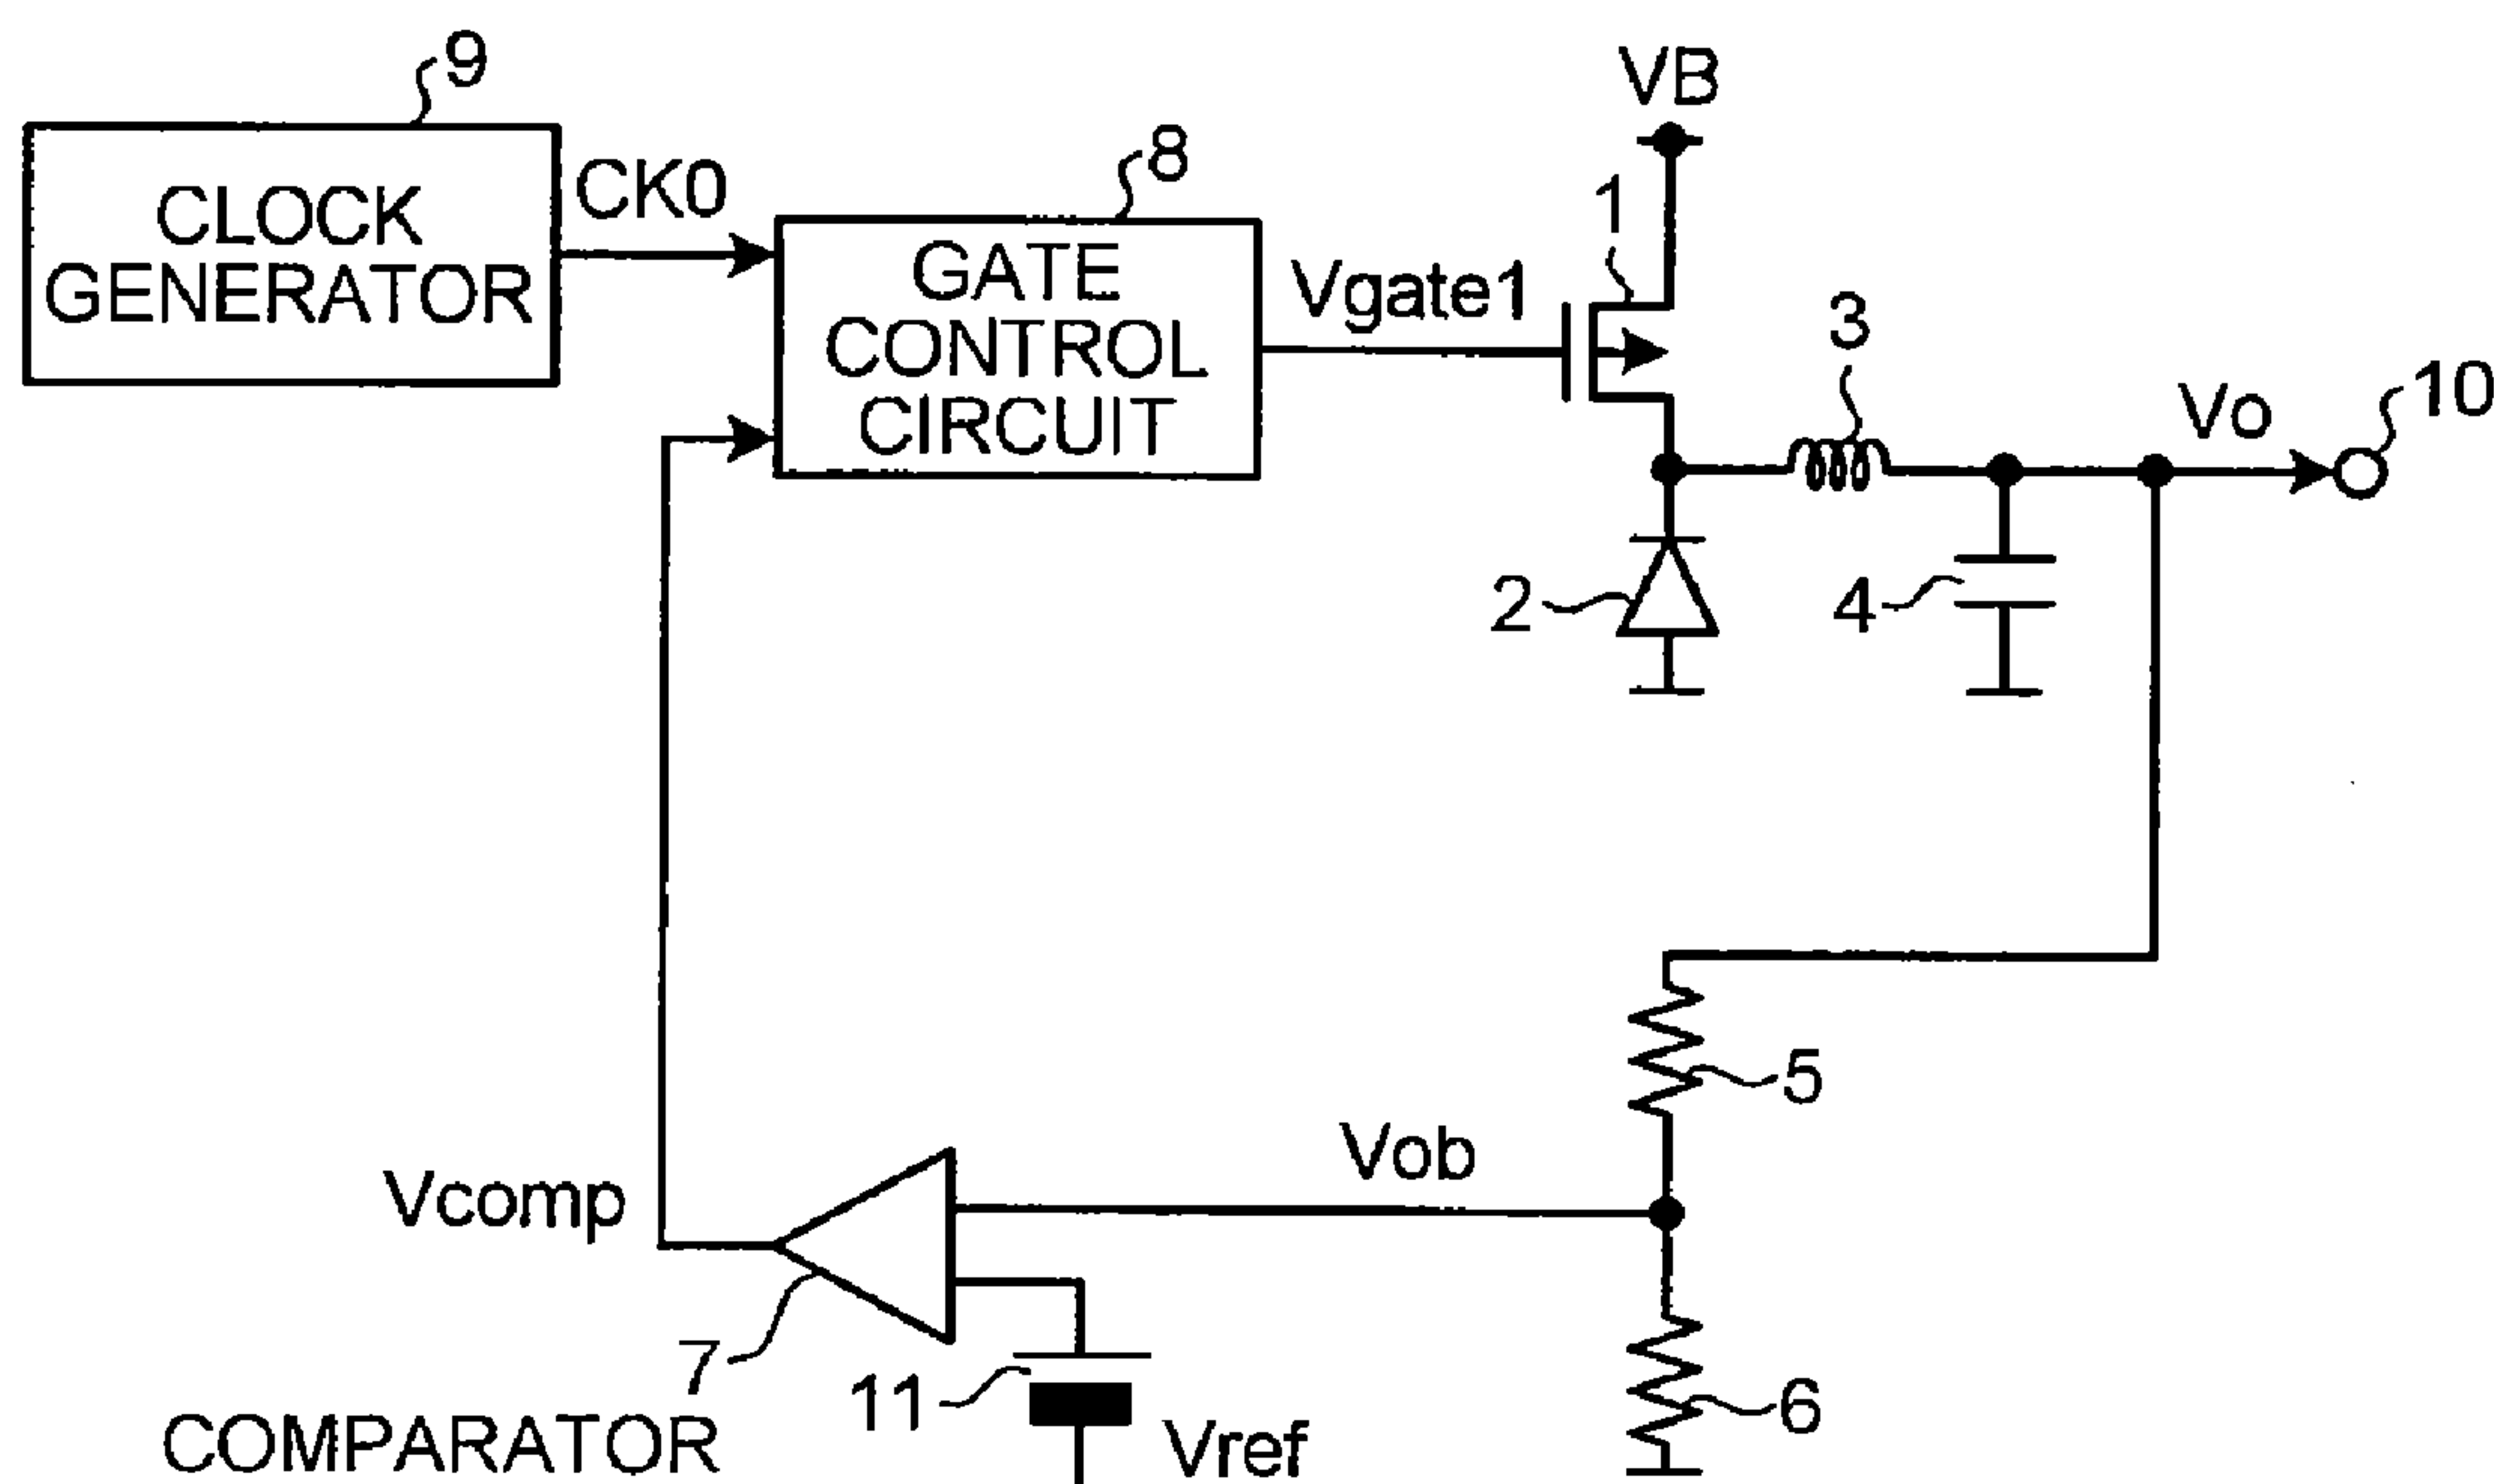 9
VB
CLOCK
GENERATOR
CK0
8
GATE
CONTROL
CIRCUIT
Vgate1
1
3
Vo
10
2
4
5
Vob
Vcomp
7
11
6
COMPARATOR
Vref